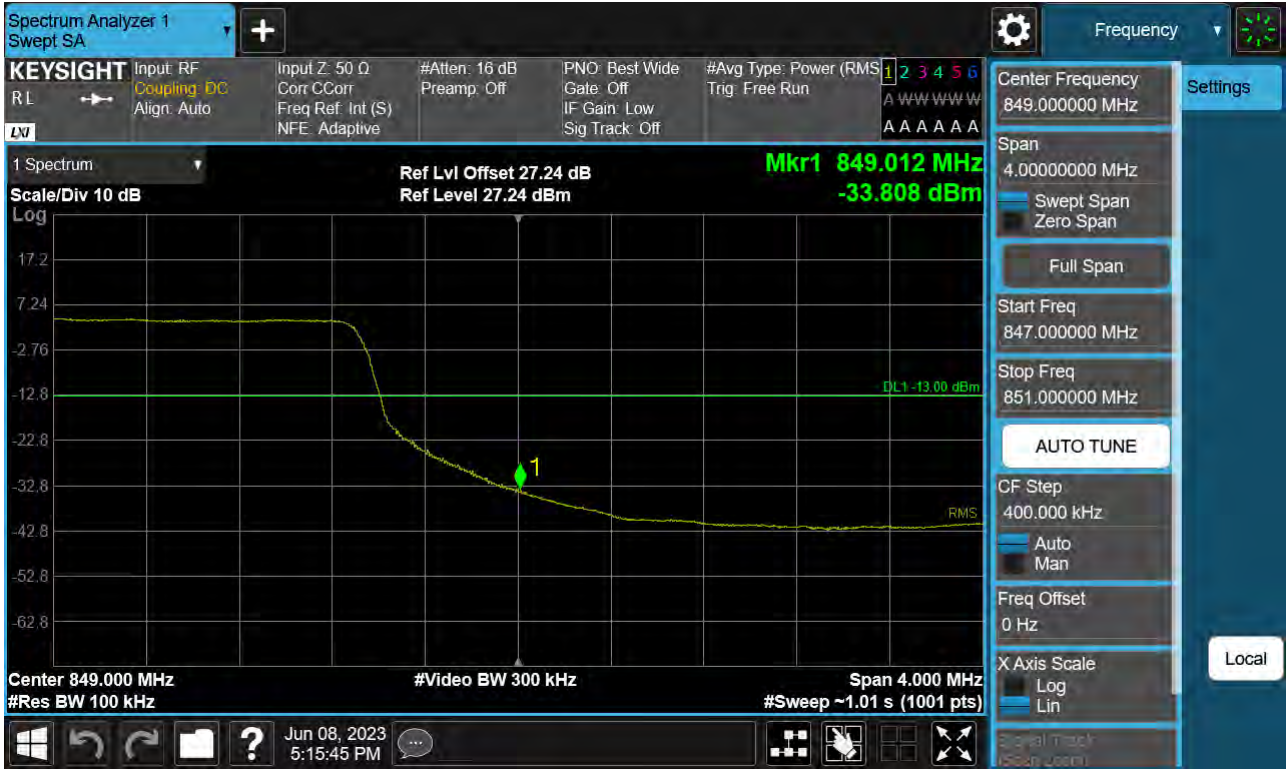 Spectrum Analyzer 1
Swept SA
+
Frequency
KEYSIGHT
R L
LXI
Input: RF
Coupling: DC
Align: Auto
Input Z: 50 Ω
Corr CCorr
Freq Ref: Int (S)
NFE: Adaptive
#Atten: 16 dB
Preamp: Off
PNO: Best Wide
Gate: Off
IF Gain: Low
Sig Track: Off
#Avg Type: Power (RMS
Trig: Free Run
1 2 3 4 5 6
A W W W W W
A A A A A A
1 Spectrum
Scale/Div 10 dB
Log
Ref Lvl Offset 27.24 dB
Ref Level 27.24 dBm
Mkr1 849.012 MHz
-33.808 dBm
17.2
7.24
-2.76
-12.8
-22.8
-32.8
-42.8
-52.8
-62.8
DL1 -13.00 dBm
1
RMS
Center 849.000 MHz
#Res BW 100 kHz
#Video BW 300 kHz
Span 4.000 MHz
#Sweep ~1.01 s (1001 pts)
Center Frequency
849.000000 MHz
Settings
Span
4.00000000 MHz
Swept Span
Zero Span
Full Span
Start Freq
847.000000 MHz
Stop Freq
851.000000 MHz
AUTO TUNE
CF Step
400.000 kHz
Auto
Man
Freq Offset
0 Hz
X Axis Scale
Log
Lin
Signal Track
(Span Zoom)
Local
?
Jun 08, 2023
5:15:45 PM